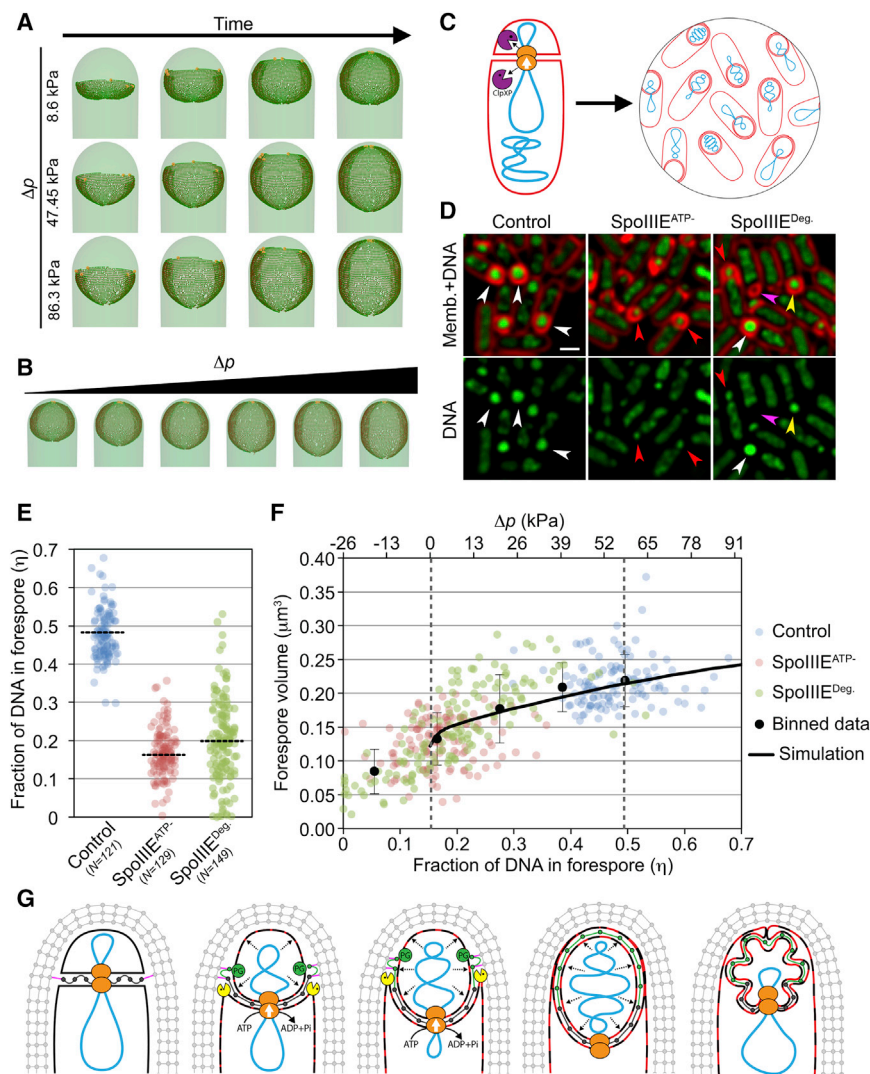 A
Time
Δp
8.6 kPa
47.45 kPa
86.3 kPa
B
Δp
C
ClpXP
D
Control
SpoIIIE^ATP-
SpoIIIE^Deg.
Memb.+DNA
DNA
E
Fraction of DNA in forespore (η)
0.7
0.6
0.5
0.4
0.3
0.2
0.1
0
Control
(N=121)
SpoIIIE^ATP-
(N=129)
SpoIIIE^Deg.
(N=149)
F
Δp (kPa)
-26 -13 0 13 26 39 52 65 78 91
Forespore volume (μm³)
0.40
0.35
0.30
0.25
0.20
0.15
0.10
0.05
0.00
0 0.1 0.2 0.3 0.4 0.5 0.6 0.7
Fraction of DNA in forespore (η)
Control
SpoIIIE^ATP-
SpoIIIE^Deg.
Binned data
Simulation
G
PG PG
ATP ADP+Pi
PG PG
ATP ADP+Pi